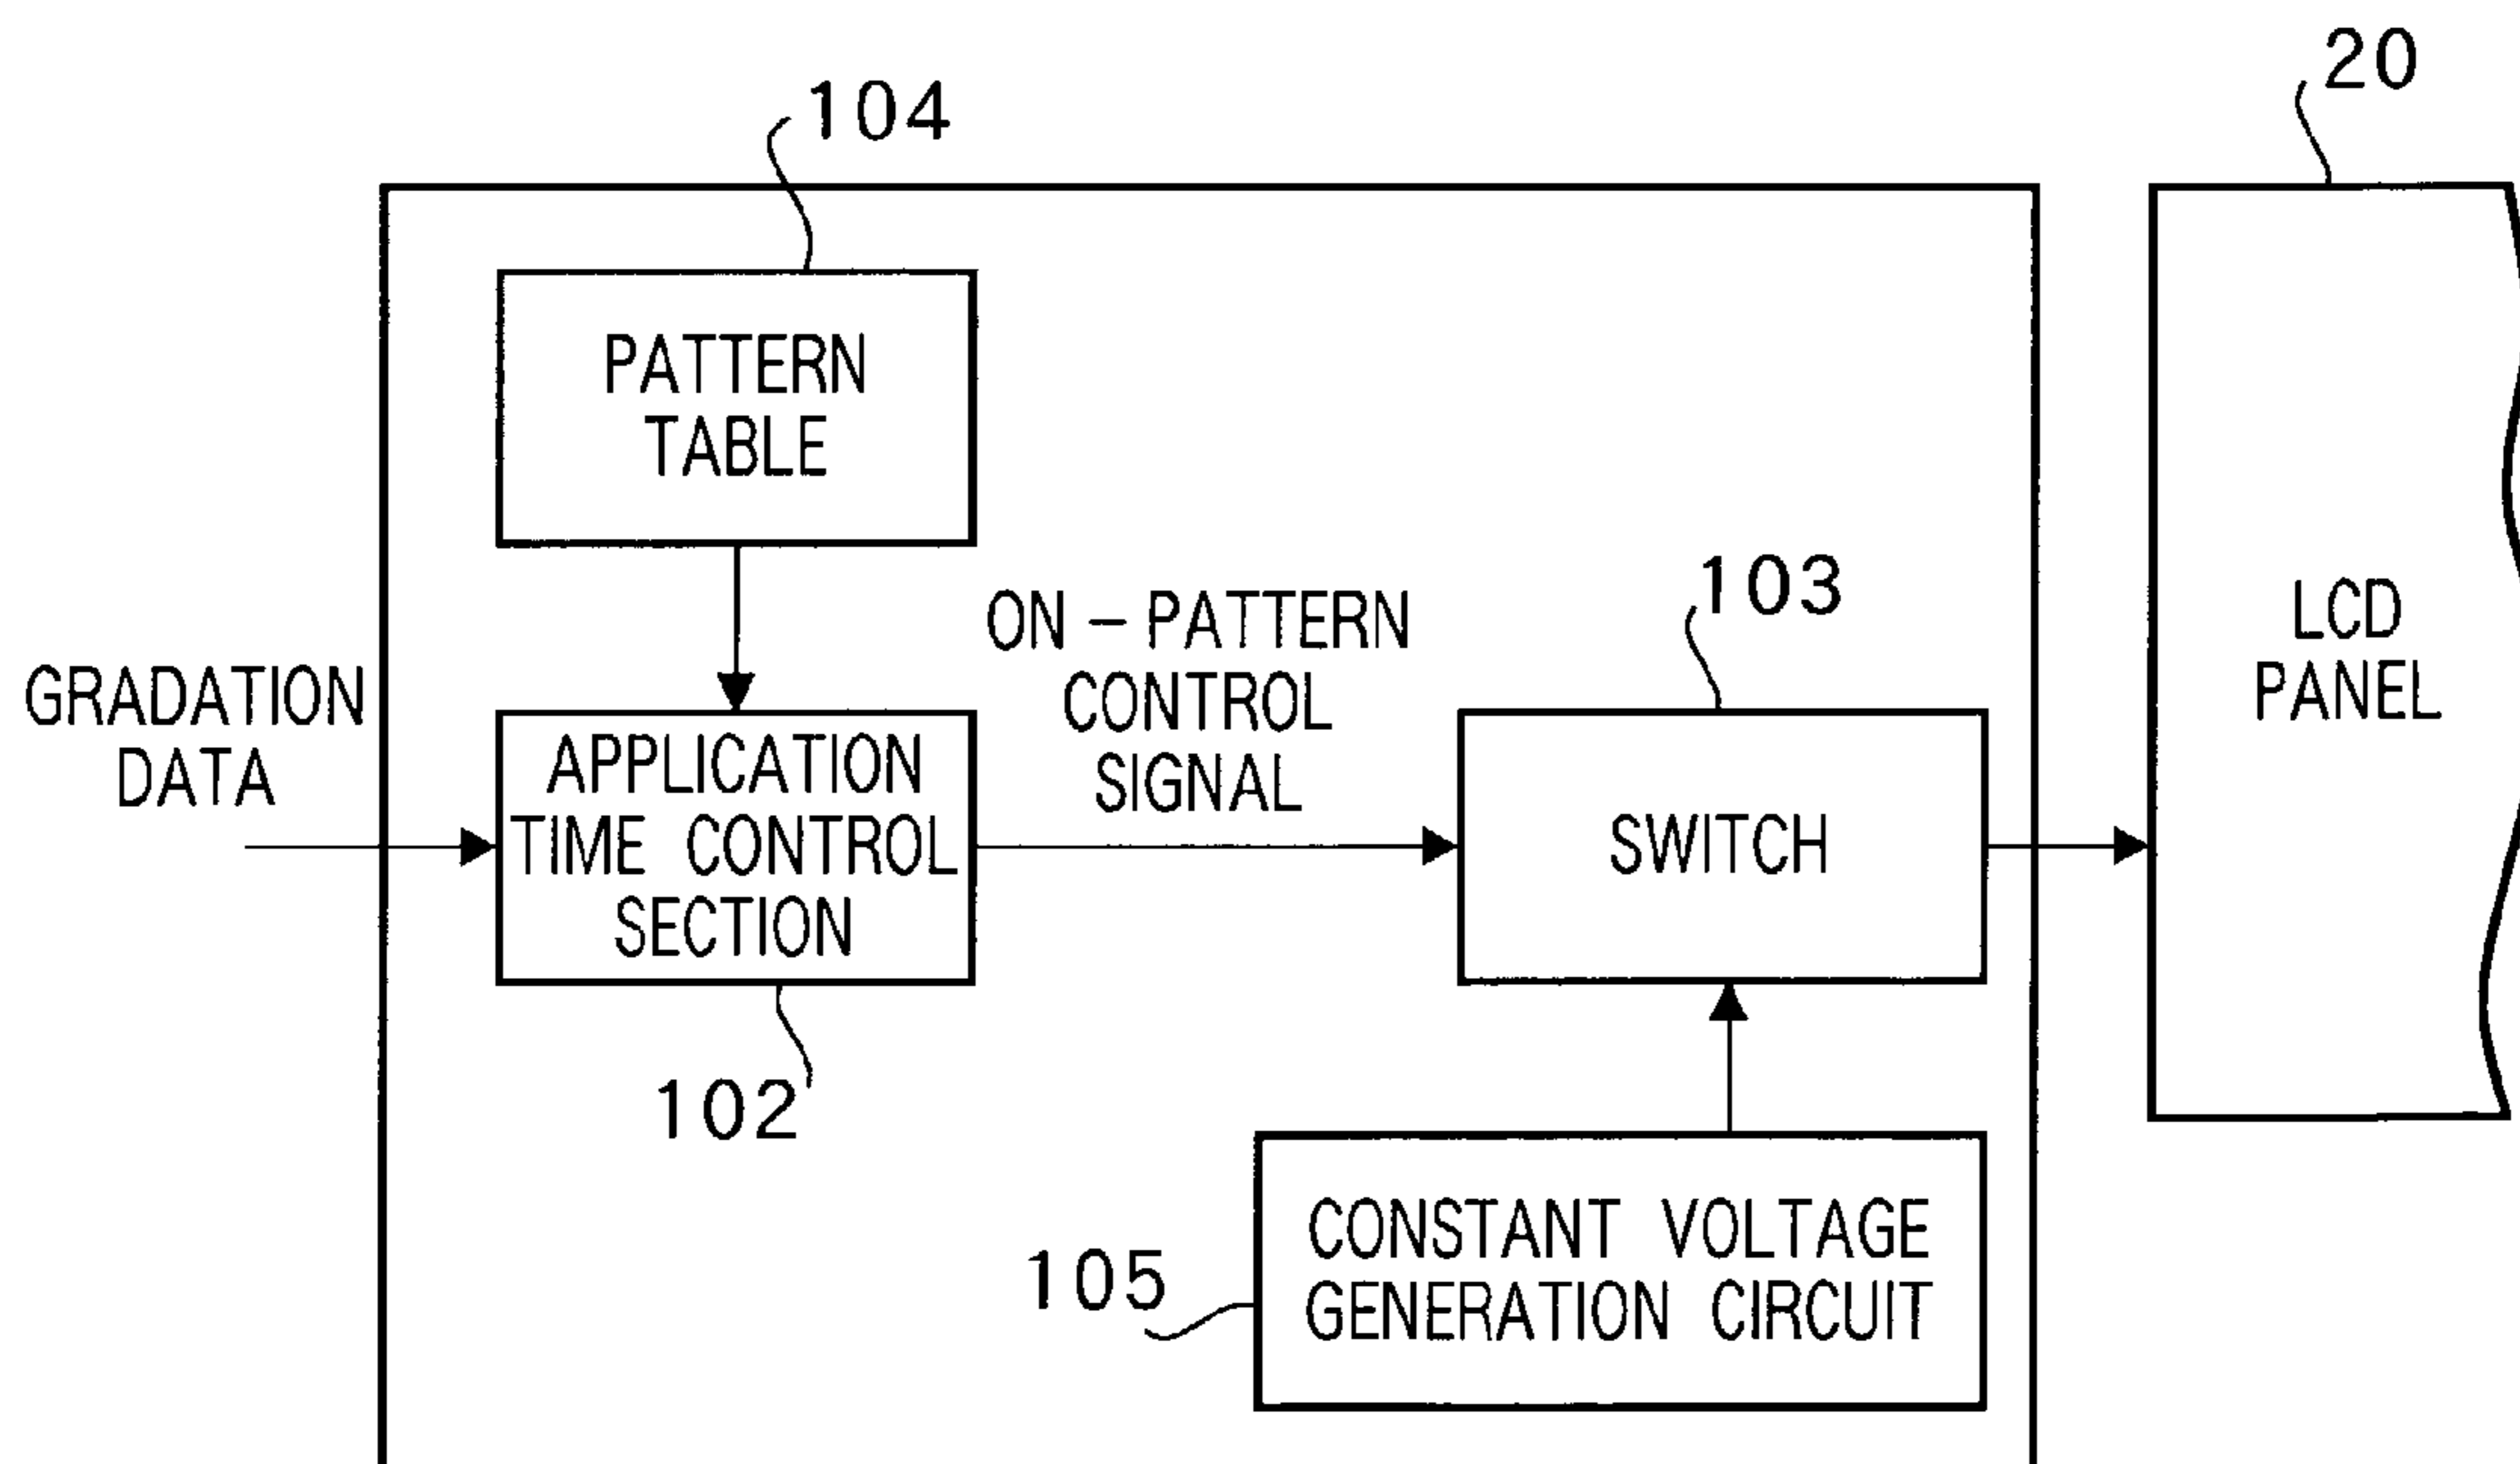 20
104
PATTERN
TABLE
103
ON - PATTERN
CONTROL
SIGNAL
GRADATION
DATA
APPLICATION
TIME CONTROL
SECTION
SWITCH
LCD
PANEL
102
105
CONSTANT VOLTAGE
GENERATION CIRCUIT